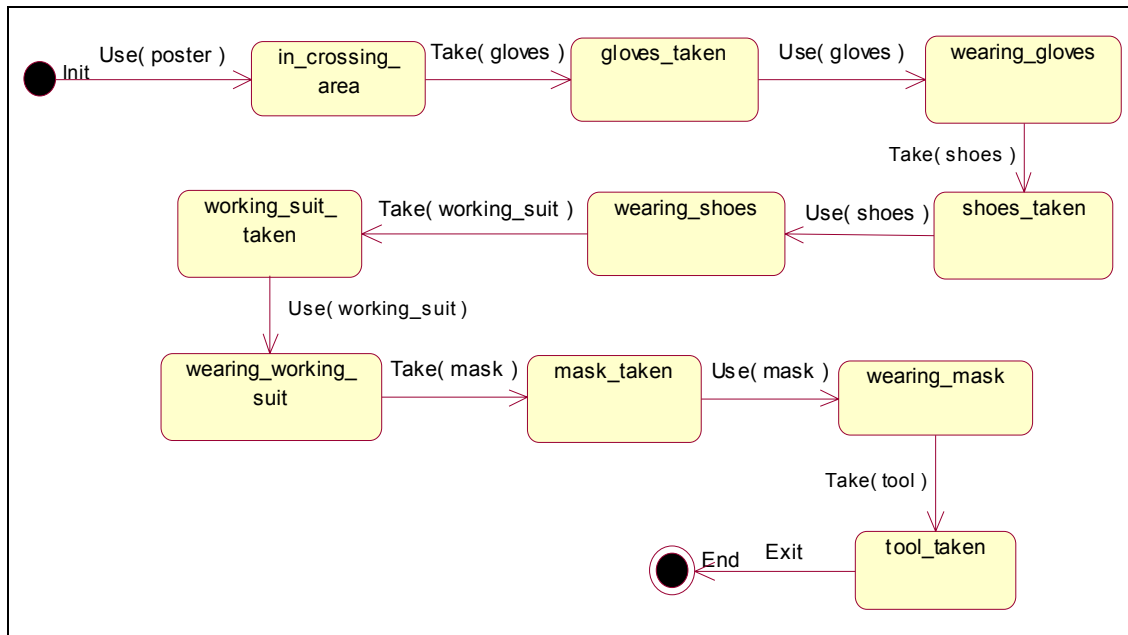 Init
Use( poster )
in_crossing_
area
Take( gloves )
gloves_taken
Use( gloves )
wearing_gloves
Take( shoes )
shoes_taken
Use( shoes )
wearing_shoes
Take( working_suit )
working_suit_
taken
Use( working_suit )
wearing_working_
suit
Take( mask )
mask_taken
Use( mask )
wearing_mask
Take( tool )
tool_taken
Exit
End